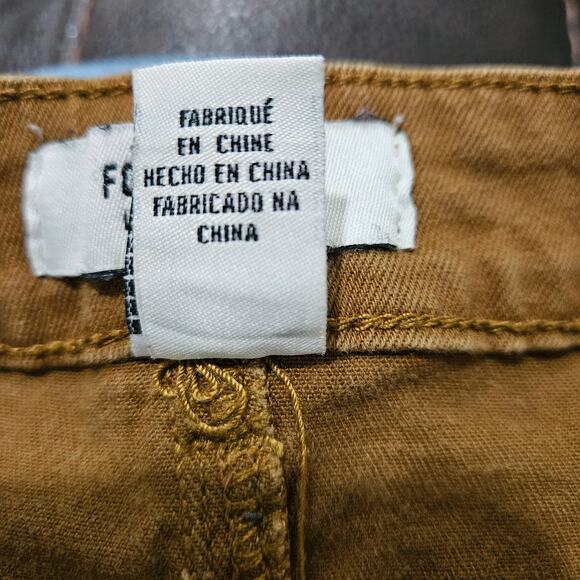 FABRIQUÉ
EN CHINE
HECHO EN CHINA
FABRICADO NA
CHINA